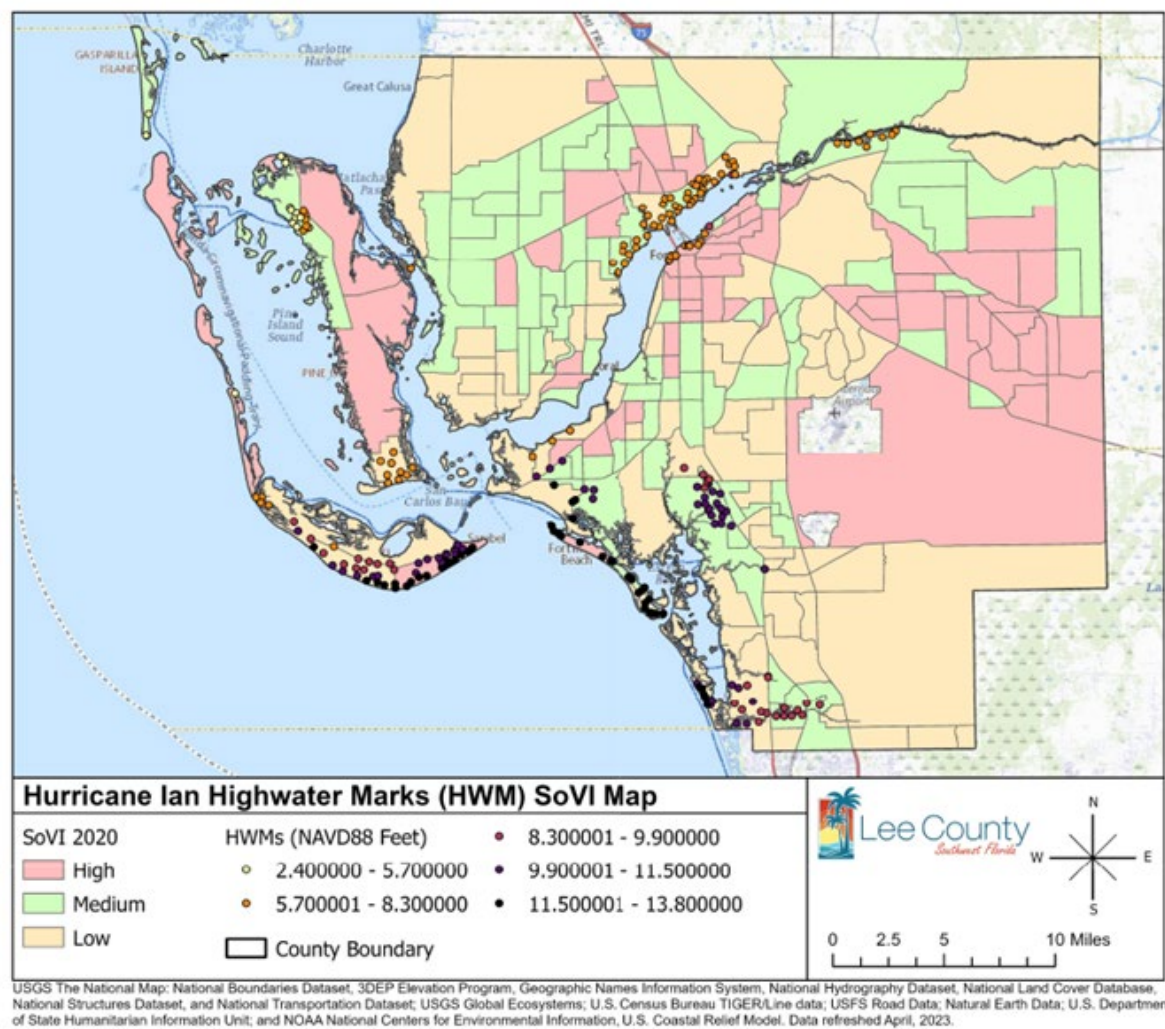 GASPARILLA
ISLAND
Charlotte
Harbor
Great Calusa
MI TRL
75
Pine
Island
Sound
San
Carlos Bay
Sanibel
Beach
Hurricane Ian Highwater Marks (HWM) SoVI Map
SoVI 2020
High
Medium
Low
HWMs (NAVD88 Feet)
2.400000 - 5.700000
5.700001 - 8.300000
8.300001 - 9.900000
9.900001 - 11.500000
11.500001 - 13.800000
County Boundary
Lee County
Southwest Florida
N
W E
S
0 2.5 5 10 Miles
USGS The National Map: National Boundaries Dataset, 3DEP Elevation Program, Geographic Names Information System, National Hydrography Dataset, National Land Cover Database,
National Structures Dataset, and National Transportation Dataset; USGS Global Ecosystems; U.S. Census Bureau TIGER/Line data; USFS Road Data; Natural Earth Data; U.S. Departmen
of State Humanitarian Information Unit; and NOAA National Centers for Environmental Information, U.S. Coastal Relief Model. Data refreshed April, 2023.